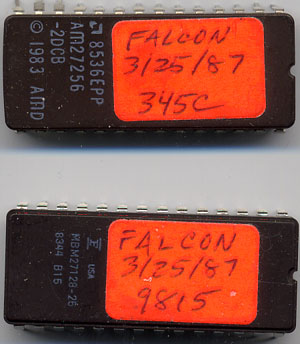 8536EPP
AM27256
-2DCB
© 1983 AMD
FALCON
3/25/87
345C
USA
MBM27128-25
8344 B16
FALCON
3/25/87
9815